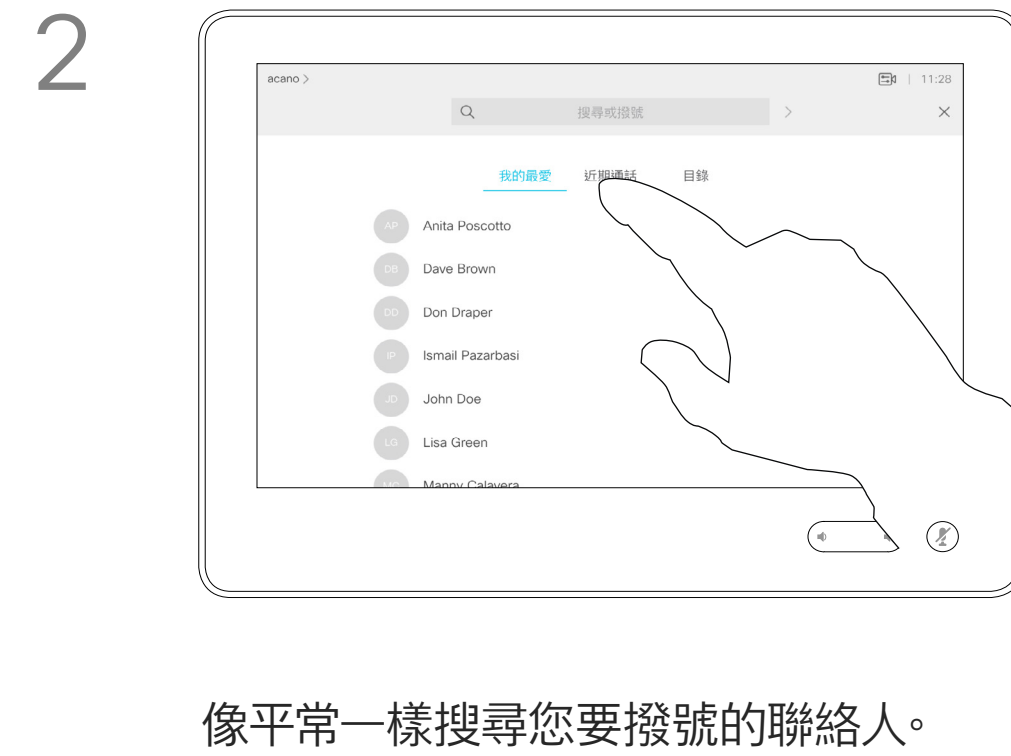 2
acano >
11:28
搜尋或撥號
我的最愛 近期通話 目錄
AP Anita Poscotto
DB Dave Brown
DD Don Draper
IP Ismail Pazarbasi
JD John Doe
LG Lisa Green
MC Manny Calavera
像平常一樣搜尋您要撥號的聯絡人。